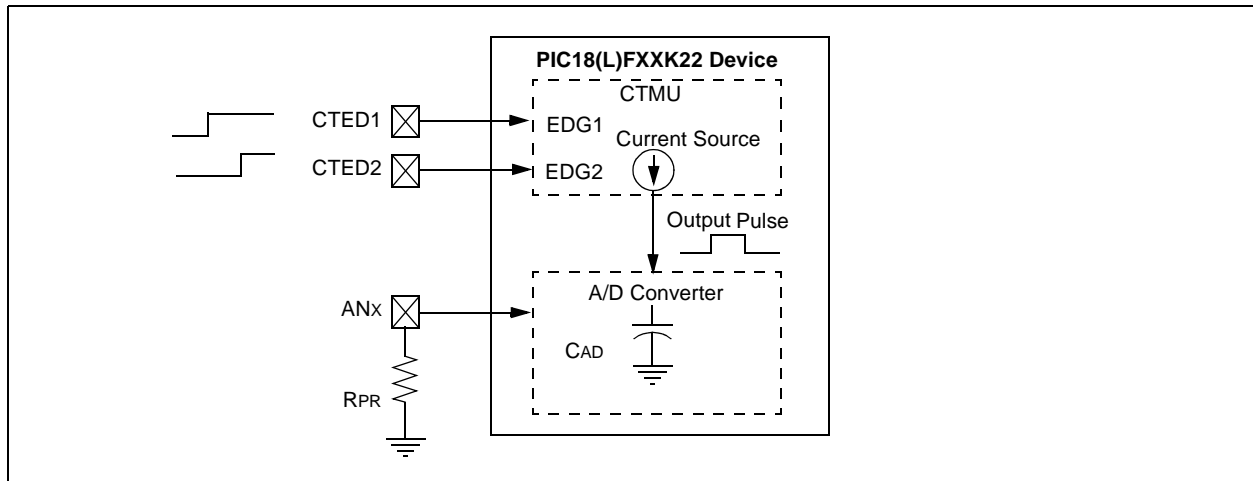 PIC18(L)FXXK22 Device
CTMU
CTED1
EDG1
Current Source
CTED2
EDG2
Output Pulse
A/D Converter
ANX
CAD
RPR